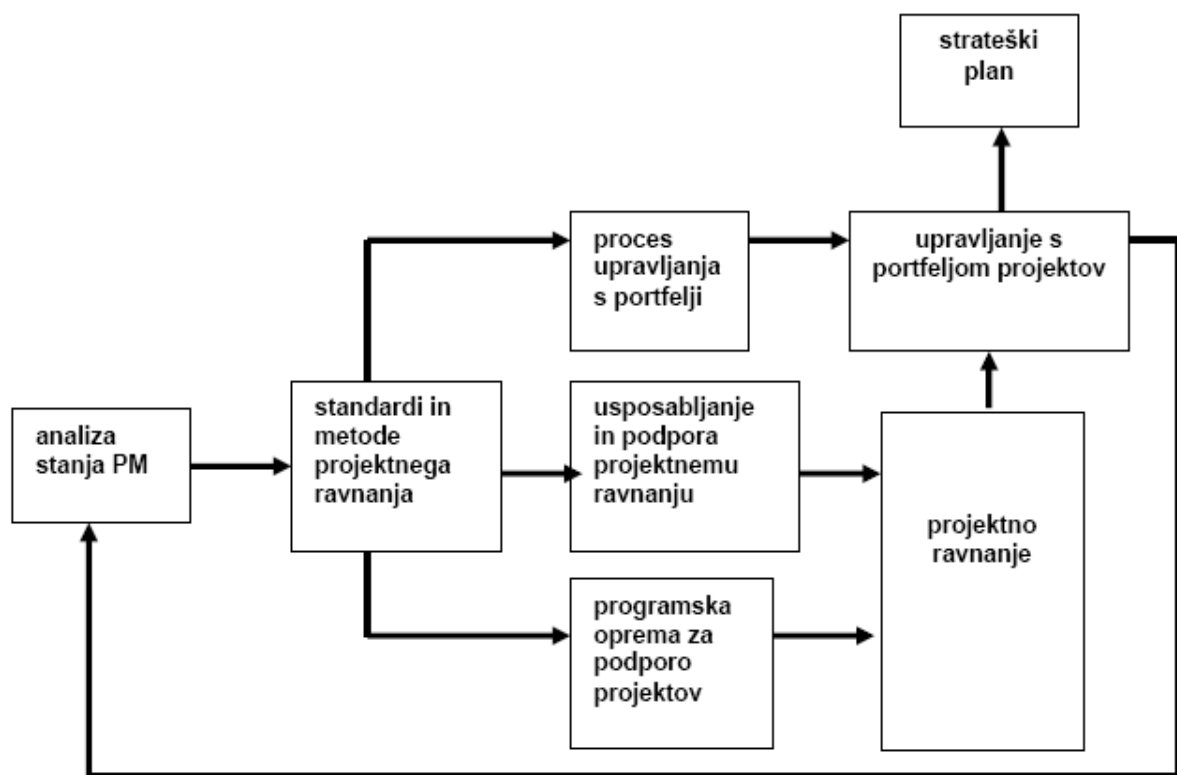 strateški
plan
proces
upravljanja
s portfelji
upravljanje s
portfeljom projektov
analiza
stanja PM
standardi in
metode
projektnega
ravnanja
usposabljanje
in podpora
projektnemu
ravnanju
projektno
ravnanje
programska
oprema za
podporo
projektov